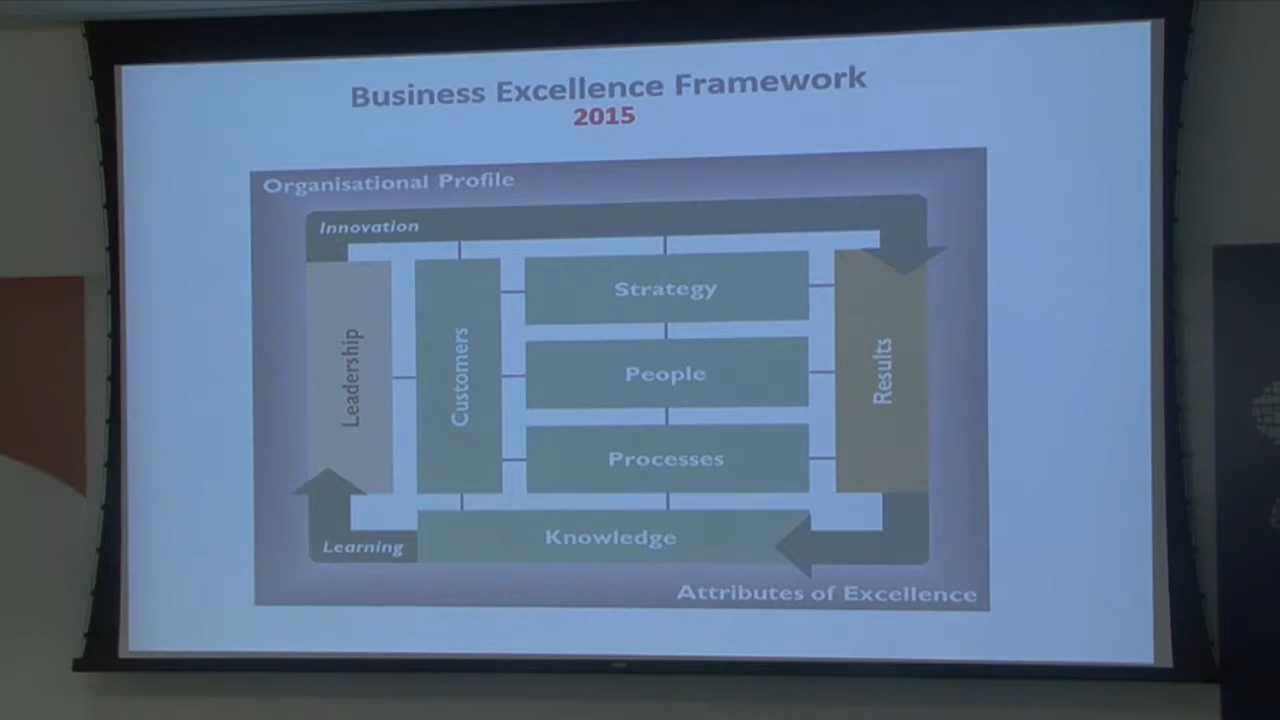 Business Excellence Framework
2015
Organisational Profile
Innovation
Leadership
Customers
Strategy
People
Processes
Results
Knowledge
Learning
Attributes of Excellence